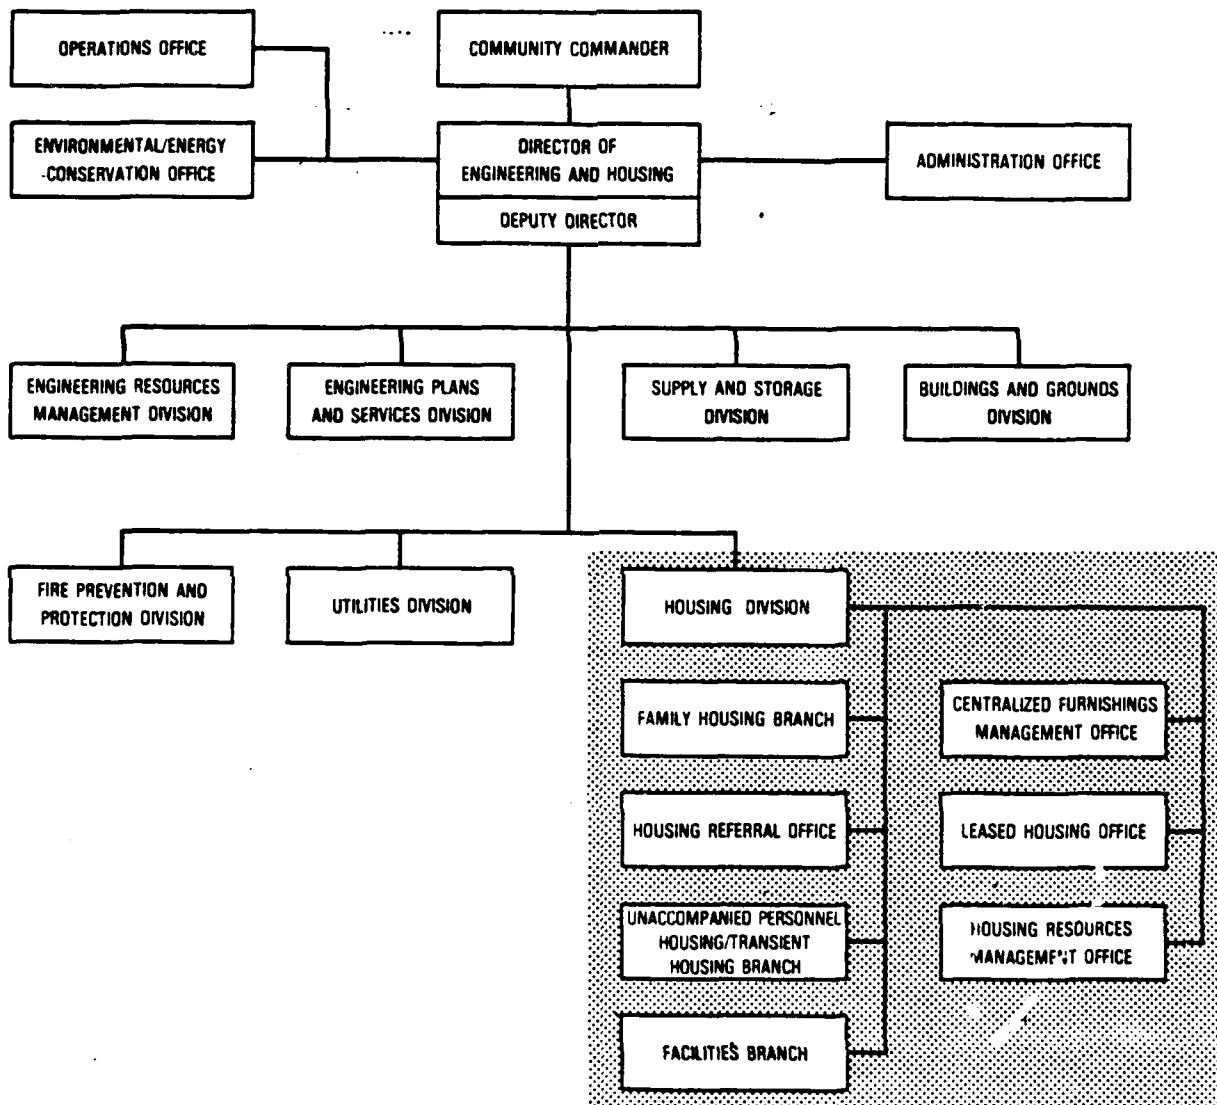 OPERATIONS OFFICE
COMMUNITY COMMANDER
ENVIRONMENTAL/ENERGY
-CONSERVATION OFFICE
DIRECTOR OF
ENGINEERING AND HOUSING
DEPUTY DIRECTOR
ADMINISTRATION OFFICE
ENGINEERING RESOURCES
MANAGEMENT DIVISION
ENGINEERING PLANS
AND SERVICES DIVISION
SUPPLY AND STORAGE
DIVISION
BUILDINGS AND GROUNDS
DIVISION
FIRE PREVENTION AND
PROTECTION DIVISION
UTILITIES DIVISION
HOUSING DIVISION
FAMILY HOUSING BRANCH
CENTRALIZED FURNISHINGS
MANAGEMENT OFFICE
HOUSING REFERRAL OFFICE
LEASED HOUSING OFFICE
UNACCOMPANIED PERSONNEL
HOUSING/TRANSIENT
HOUSING BRANCH
HOUSING RESOURCES
MANAGEMENT OFFICE
FACILITIES BRANCH